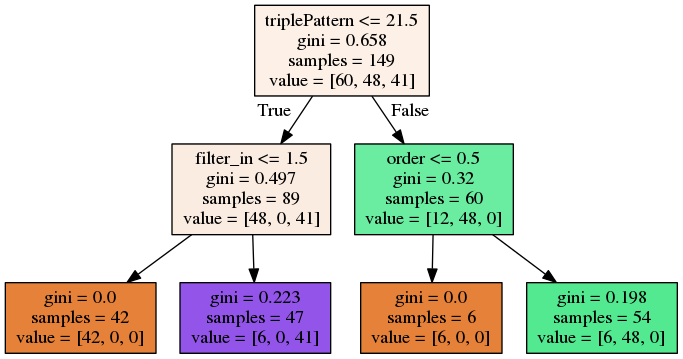 triplePattern <= 21.5
gini = 0.658
samples = 149
value = [60, 48, 41]
True
False
filter_in <= 1.5
gini = 0.497
samples = 89
value = [48, 0, 41]
order <= 0.5
gini = 0.32
samples = 60
value = [12, 48, 0]
gini = 0.0
samples = 42
value = [42, 0, 0]
gini = 0.223
samples = 47
value = [6, 0, 41]
gini = 0.0
samples = 6
value = [6, 0, 0]
gini = 0.198
samples = 54
value = [6, 48, 0]